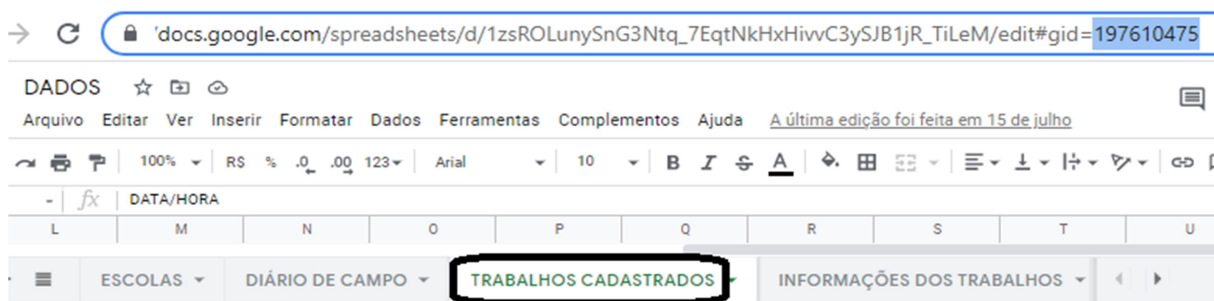 'docs.google.com/spreadsheets/d/1zsROLunySnG3Ntq_7EqtNkHxHivvC3ySJB1jR_TiLeM/edit#gid=197610475
DADOS
Arquivo Editar Ver Inserir Formatar Dados Ferramentas Complementos Ajuda A última edição foi feita em 15 de julho
100% R$ % .0 .00 123 Arial 10 B I S A
fx DATA/HORA
L M N O P Q R S T U
ESCOLAS DIÁRIO DE CAMPO TRABALHOS CADASTRADOS INFORMAÇÕES DOS TRABALHOS